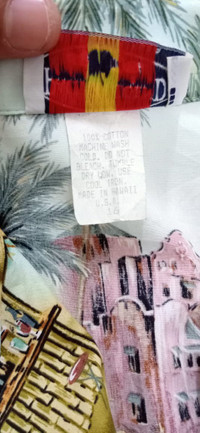 100% COTTON
MACHINE WASH
COLD. DO NOT
BLEACH. TUMBLE
DRY LOW. USE
COOL IRON.
MADE IN HAWAII
U.S.A.